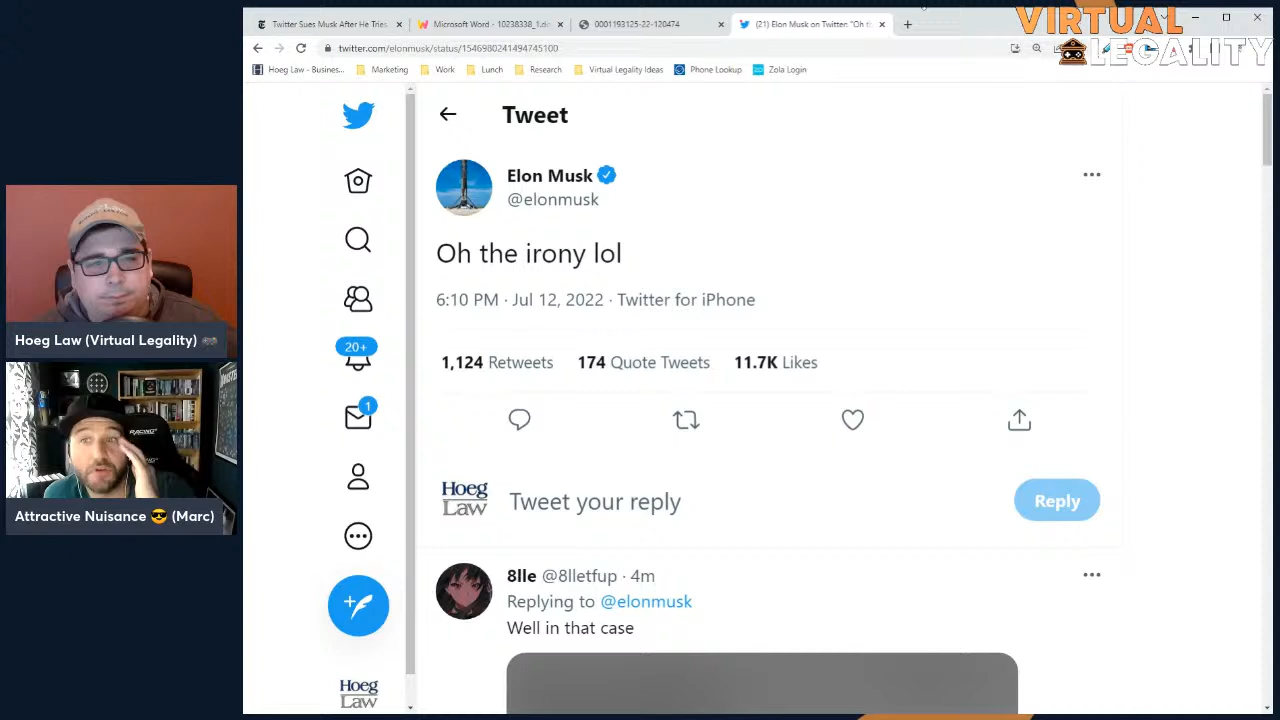 Twitter Sues Musk After He Tries
Microsoft Word - 10238338_1.do
0001193125-22-120474
(21) Elon Musk on Twitter: "Oh t
VIRTUAL
LEGALITY
twitter.com/elonmusk/status/1546980241494745100
Hoeg Law - Busines...
Marketing
Work
Lunch
Research
Virtual Legality Ideas
Phone Lookup
Zola Login
Tweet
Elon Musk
@elonmusk
Oh the irony lol
6:10 PM · Jul 12, 2022 · Twitter for iPhone
1,124 Retweets 174 Quote Tweets 11.7K Likes
20+
1
Hoeg
Law
Tweet your reply
Reply
8lle @8lletfup · 4m
Replying to @elonmusk
Well in that case
Hoeg
Law
Hoeg Law (Virtual Legality)
RACING
Attractive Nuisance 😎 (Marc)